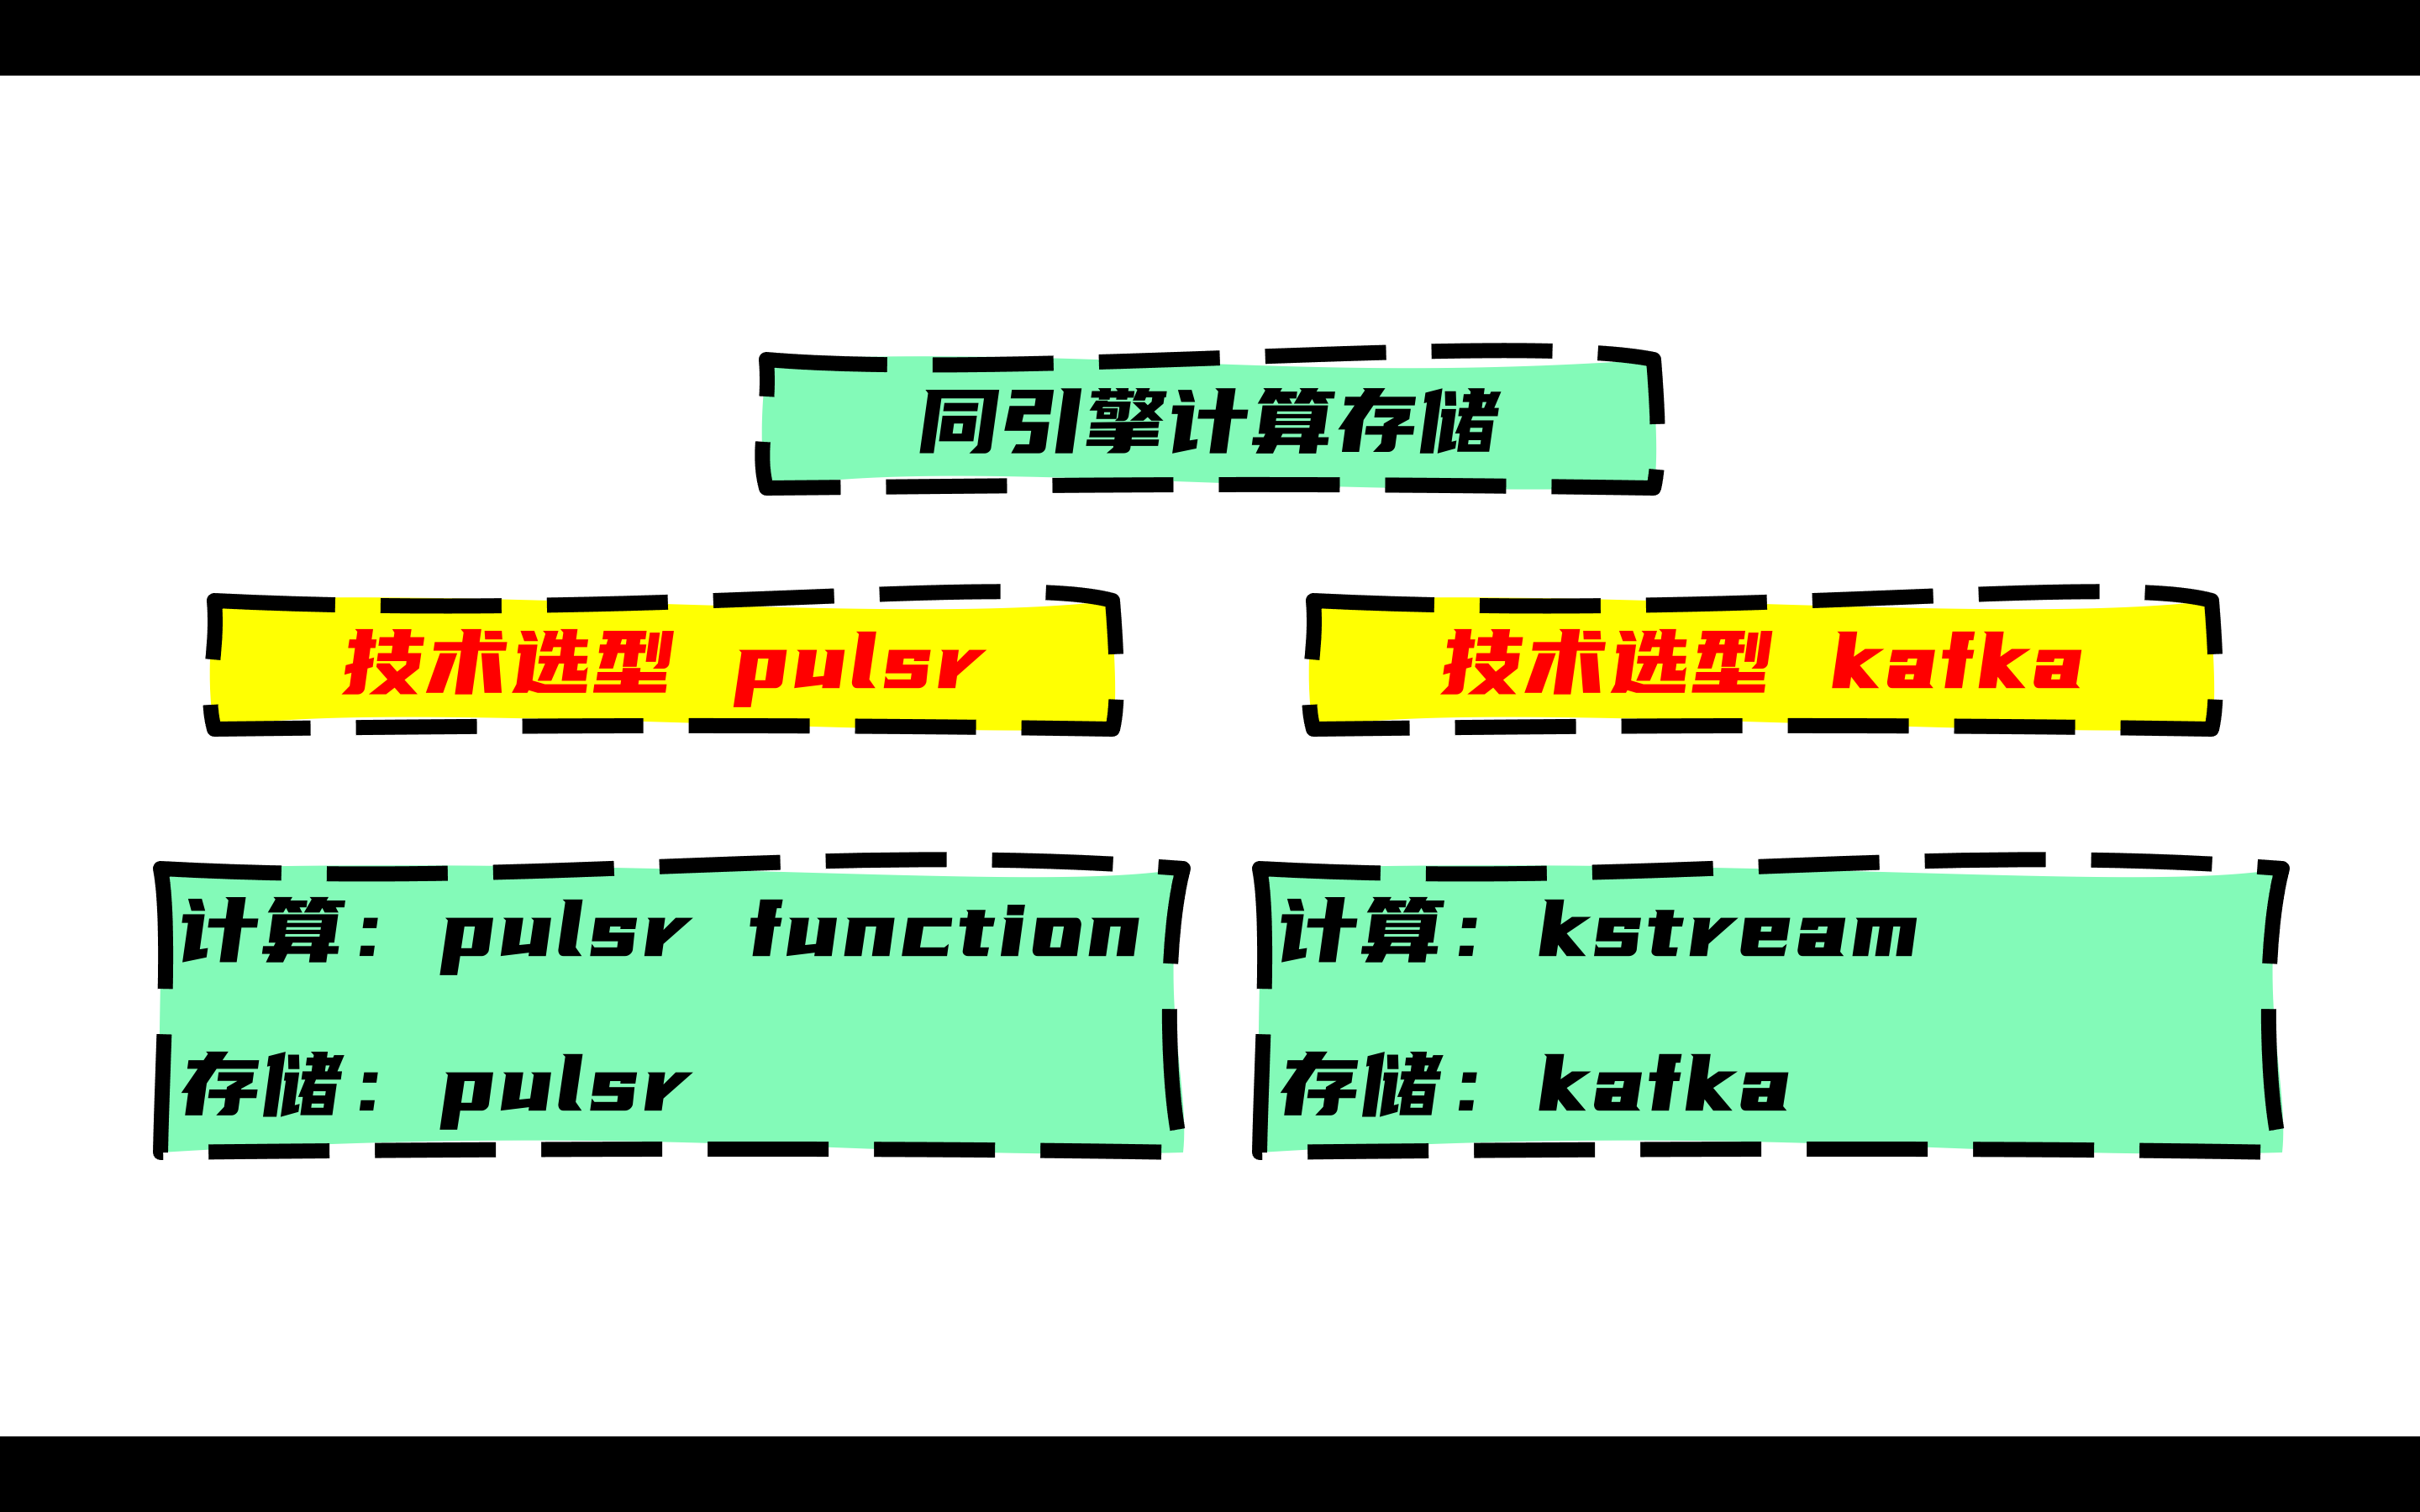 同引擎计算存储
技术选型 pulsr
技术选型 kafka
计算：pulsr function
存储：pulsr
计算：kstream
存储：kafka